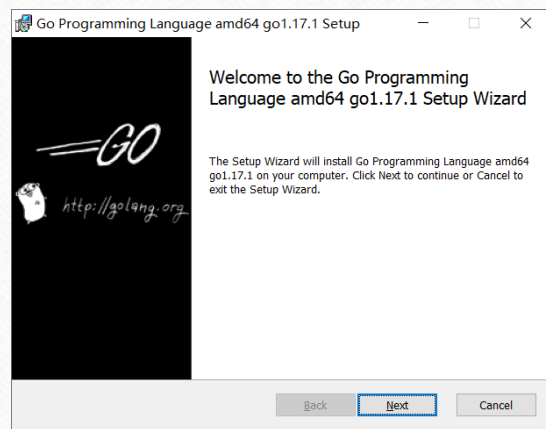 Go Programming Language amd64 go1.17.1 Setup
Welcome to the Go Programming
Language amd64 go1.17.1 Setup Wizard
The Setup Wizard will install Go Programming Language amd64
go1.17.1 on your computer. Click Next to continue or Cancel to
exit the Setup Wizard.
GO
http://golang.org
Back
Next
Cancel